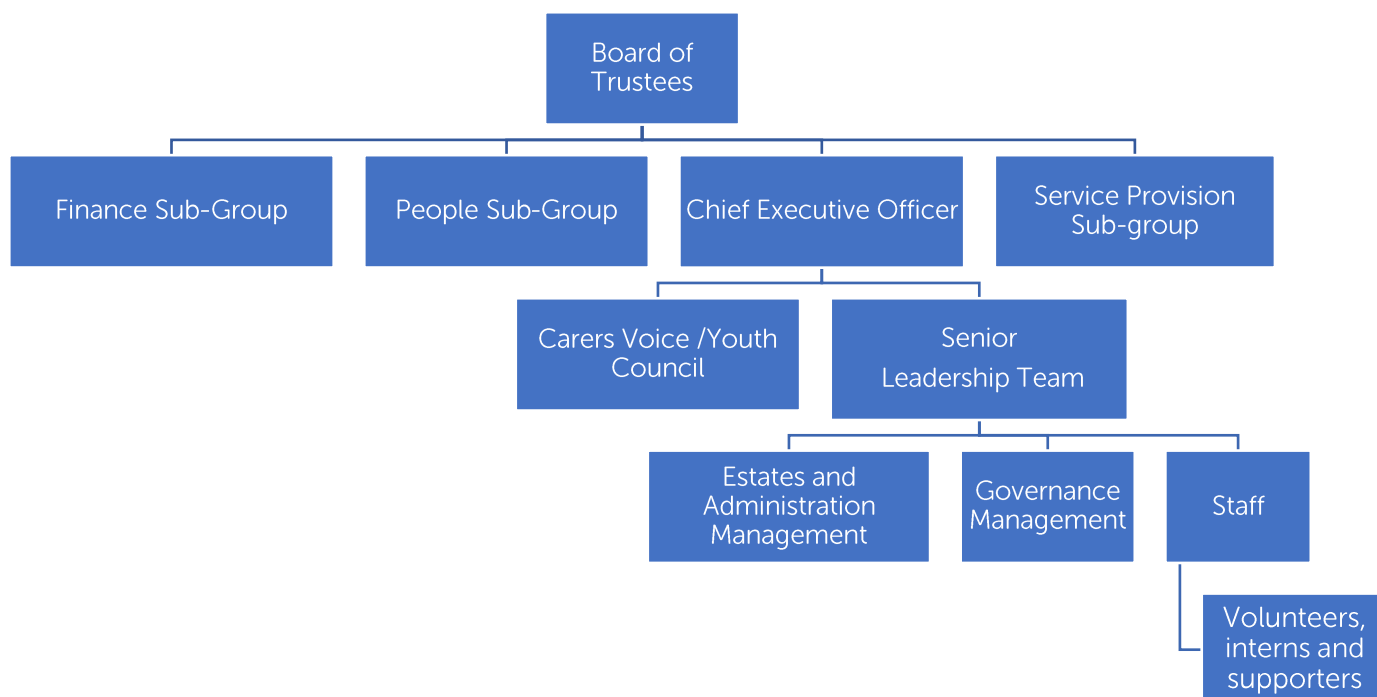 Board of
Trustees
Finance Sub-Group
People Sub-Group
Chief Executive Officer
Service Provision
Sub-group
Carers Voice /Youth
Council
Senior
Leadership Team
Estates and
Administration
Management
Governance
Management
Staff
Volunteers,
interns and
supporters